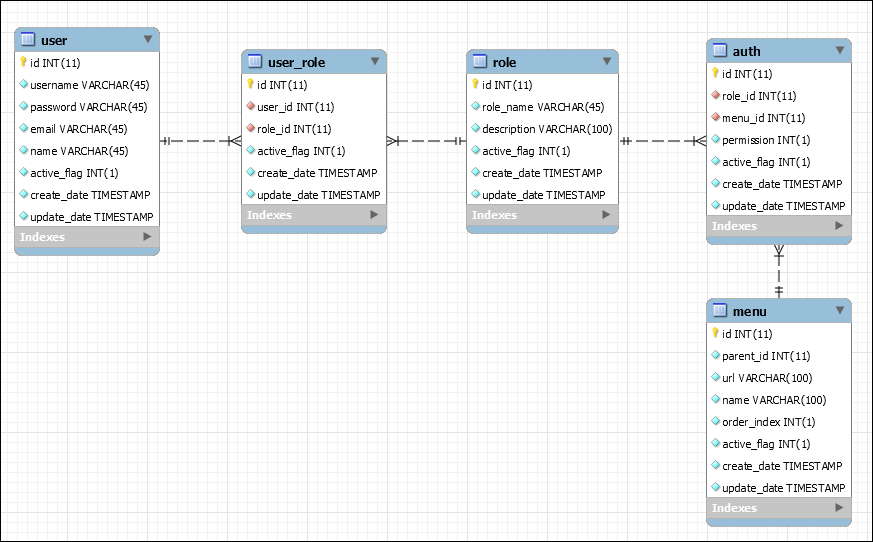 user
id INT(11)
username VARCHAR(45)
password VARCHAR(45)
email VARCHAR(45)
name VARCHAR(45)
active_flag INT(1)
create_date TIMESTAMP
update_date TIMESTAMP
Indexes
user_role
id INT(11)
user_id INT(11)
role_id INT(11)
active_flag INT(1)
create_date TIMESTAMP
update_date TIMESTAMP
Indexes
role
id INT(11)
role_name VARCHAR(45)
description VARCHAR(100)
active_flag INT(1)
create_date TIMESTAMP
update_date TIMESTAMP
Indexes
auth
id INT(11)
role_id INT(11)
menu_id INT(11)
permission INT(1)
active_flag INT(1)
create_date TIMESTAMP
update_date TIMESTAMP
Indexes
menu
id INT(11)
parent_id INT(11)
url VARCHAR(100)
name VARCHAR(100)
order_index INT(1)
active_flag INT(1)
create_date TIMESTAMP
update_date TIMESTAMP
Indexes